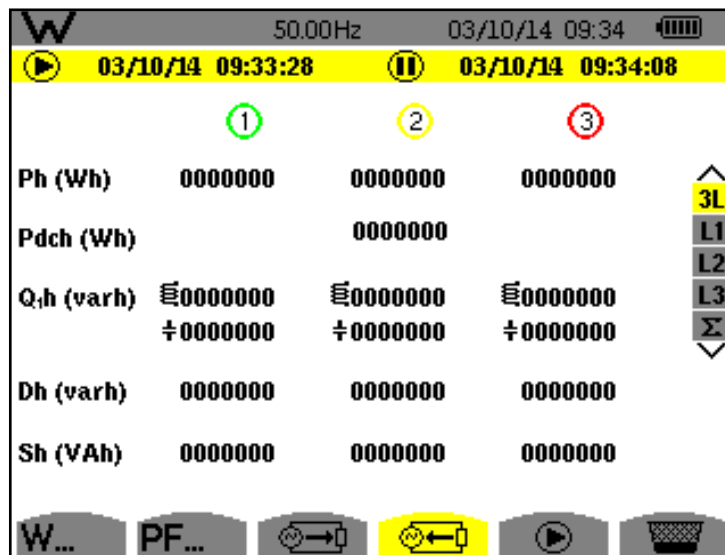 W 50.00Hz 03/10/14 09:34
03/10/14 09:33:28 03/10/14 09:34:08
1 2 3
Ph (Wh) 0000000 0000000 0000000
3L
Pdch (Wh) 0000000
L1
L2
Q₁h (varh) 0000000 0000000 0000000
L3
0000000 0000000 0000000
Σ
Dh (varh) 0000000 0000000 0000000
Sh (VAh) 0000000 0000000 0000000
W... PF...